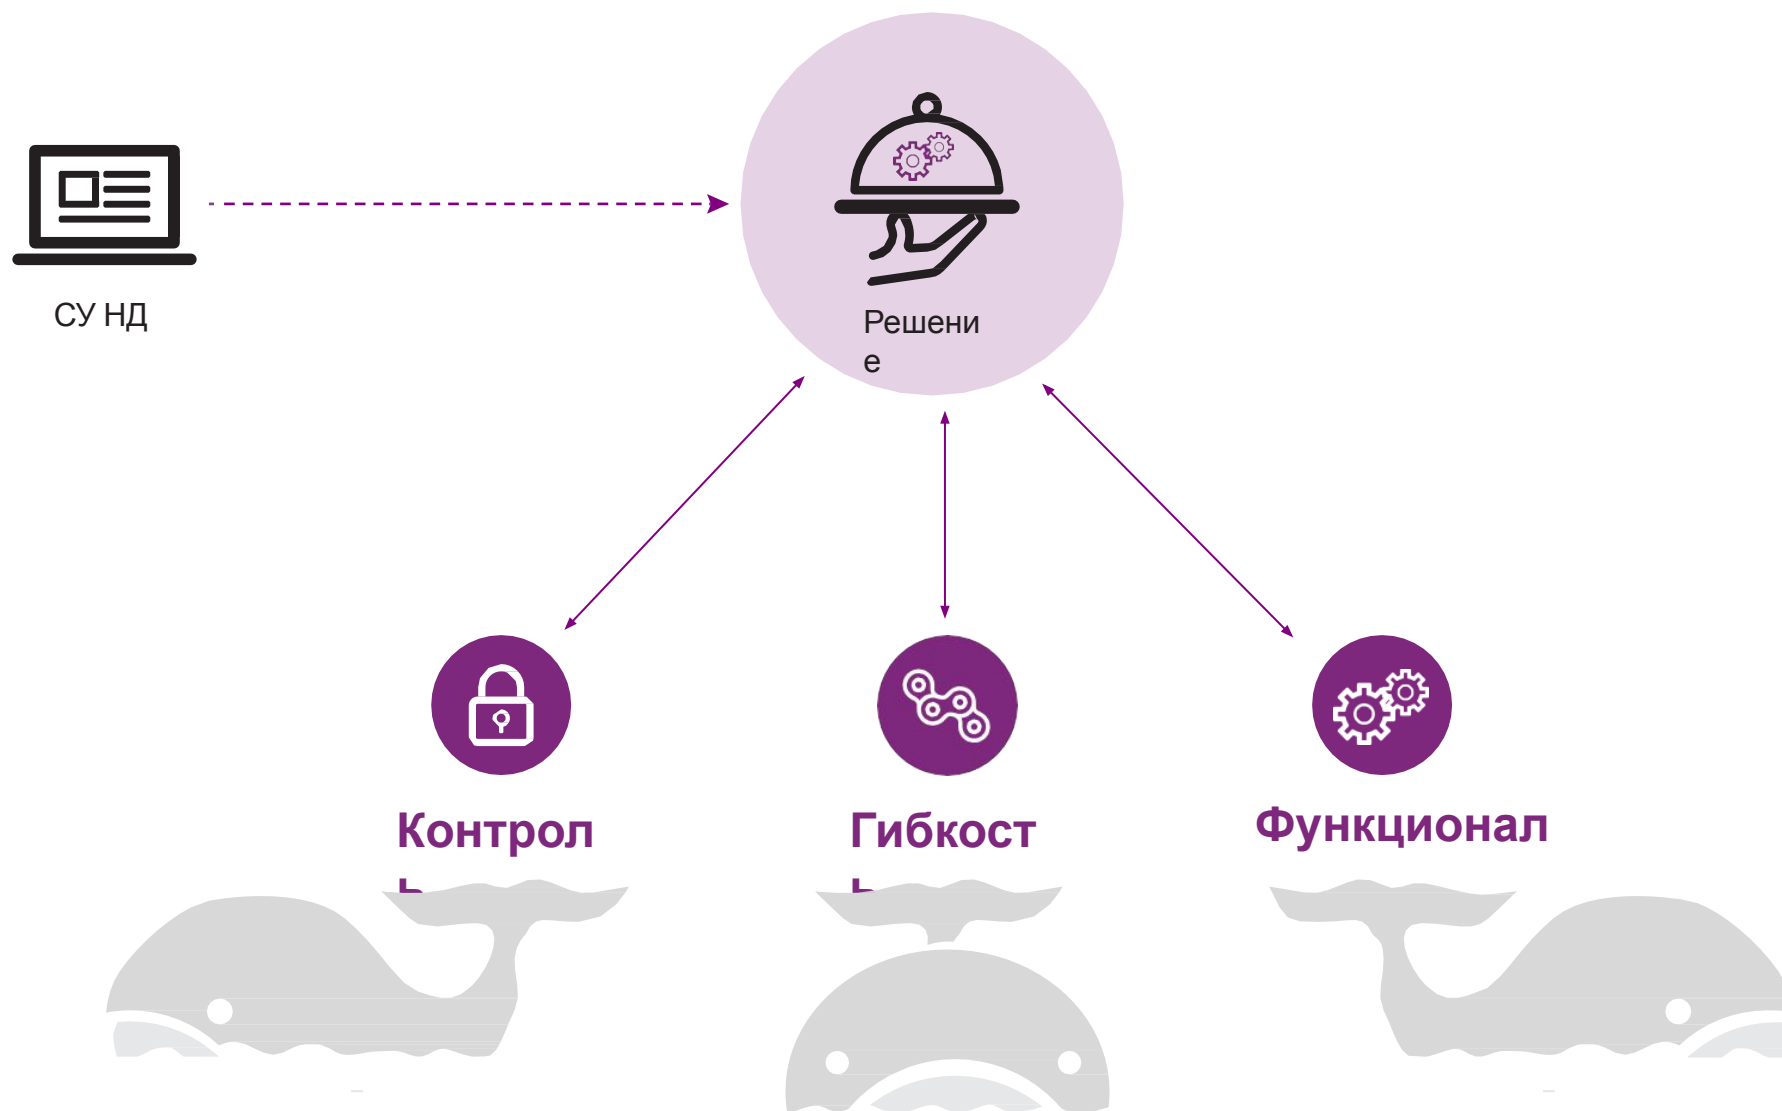 СУ НД
Решени
е
Контрол
ь
Гибкост
ь
Функционал